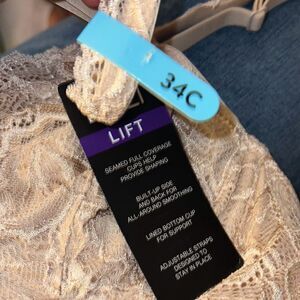 34C
LIFT
SEAMED FULL COVERAGE
CUPS HELP
PROVIDE SHAPING
BUILT-UP SIDE
AND BACK FOR
ALL-AROUND SMOOTHING
LINED BOTTOM CUP
FOR SUPPORT
ADJUSTABLE STRAPS
DESIGNED TO
STAY IN PLACE